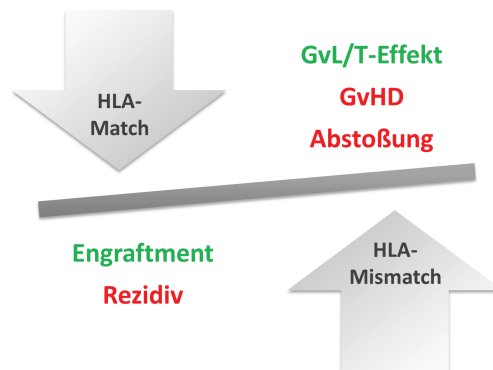 HLA-
Match
GvL/T-Effekt
GvHD
Abstoßung
Engraftment
Rezidiv
HLA-
Mismatch